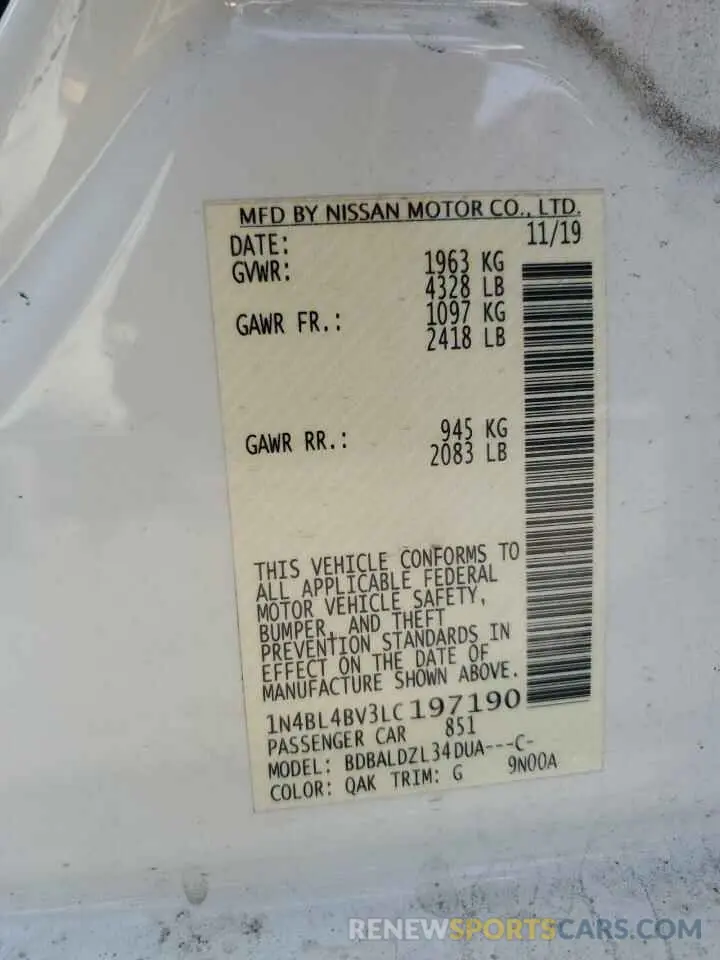 MFD BY NISSAN MOTOR CO., LTD.
DATE: 11/19
GVWR: 1963 KG
4328 LB
GAWR FR.: 1097 KG
2418 LB
GAWR RR.: 945 KG
2083 LB
THIS VEHICLE CONFORMS TO
ALL APPLICABLE FEDERAL
MOTOR VEHICLE SAFETY,
BUMPER, AND THEFT
PREVENTION STANDARDS IN
EFFECT ON THE DATE OF
MANUFACTURE SHOWN ABOVE.
1N4BL4BV3LC197190
PASSENGER CAR 851
MODEL: BDBALDZL34DUA---C-
COLOR: QAK TRIM: G 9N00A
RENEWSPORTSCARS.COM